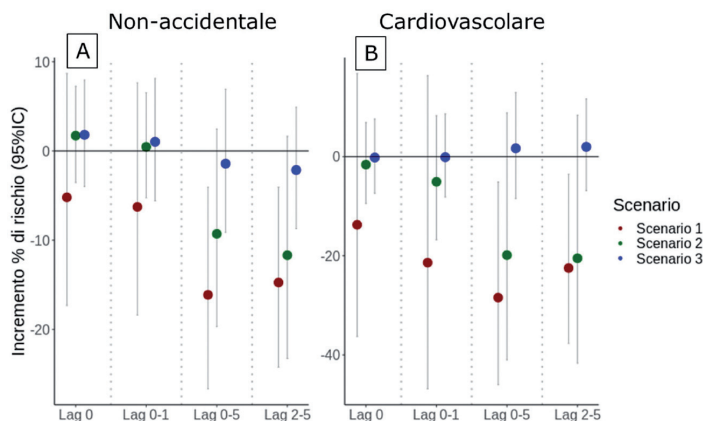 Non-accidentale
Cardiovascolare
A
B
Incremento % di rischio (95%IC)
10
0
-10
-20
0
-20
-40
Lag 0
Lag 0-1
Lag 0-5
Lag 2-5
Lag 0
Lag 0-1
Lag 0-5
Lag 2-5
Scenario
Scenario 1
Scenario 2
Scenario 3